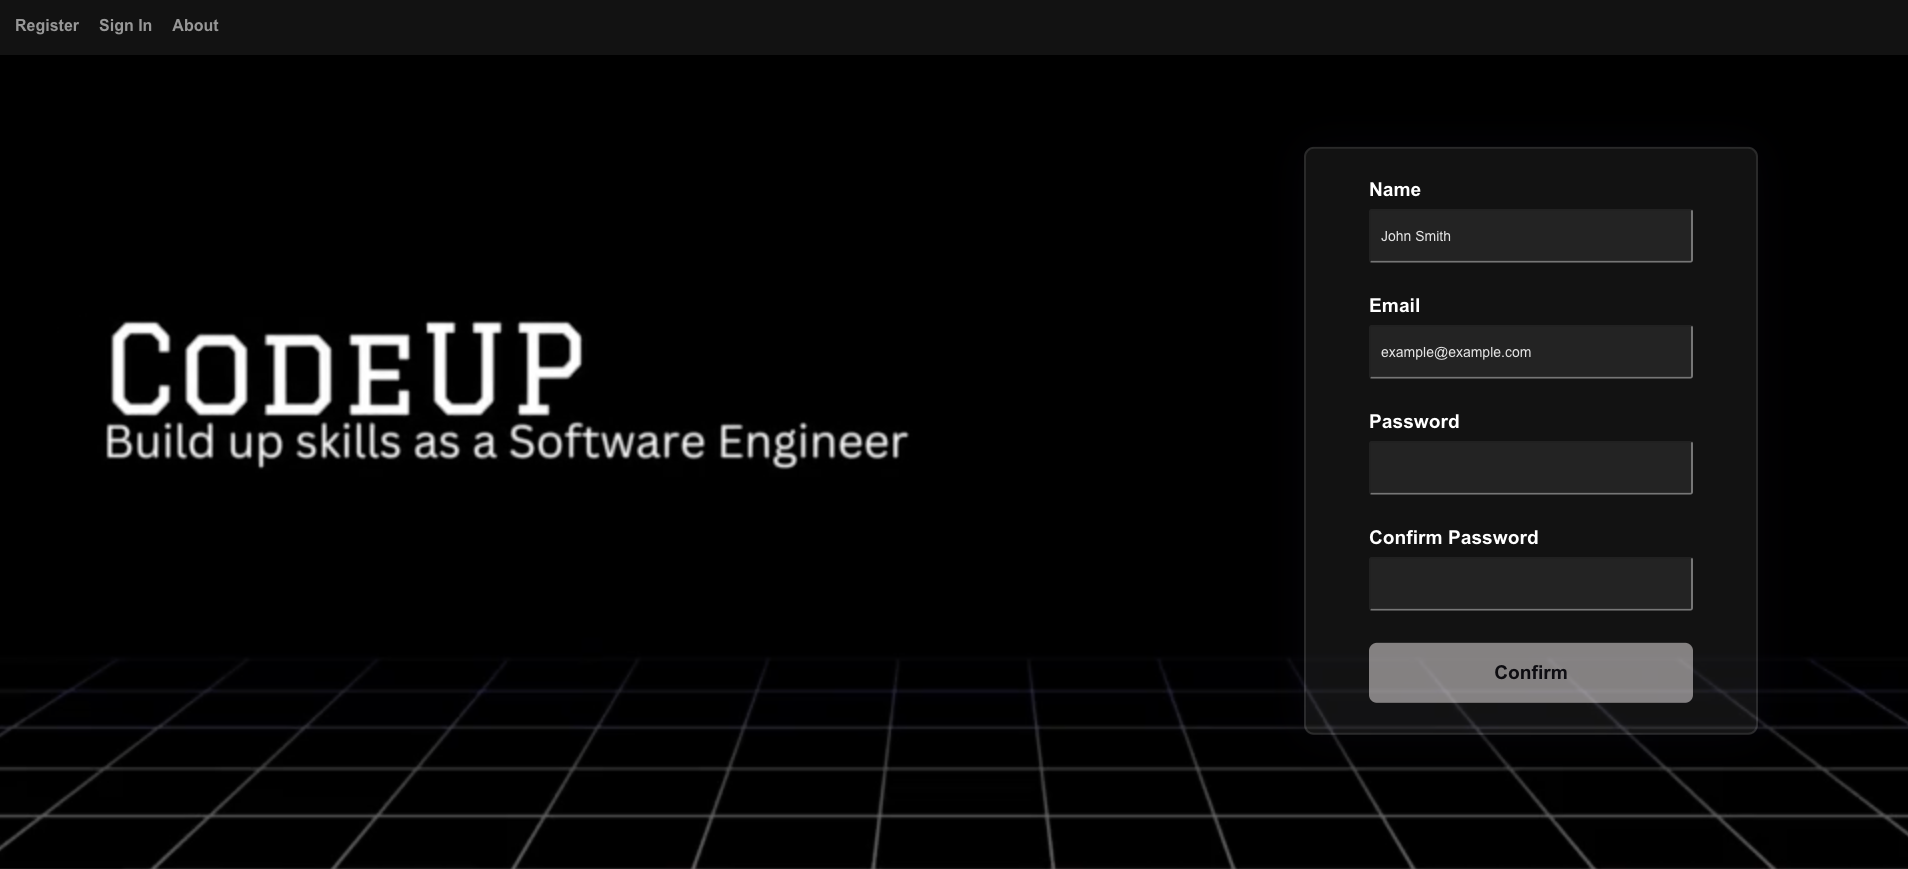 Register Sign In About
CodeUP
Build up skills as a Software Engineer
Name
John Smith
Email
example@example.com
Password
Confirm Password
Confirm